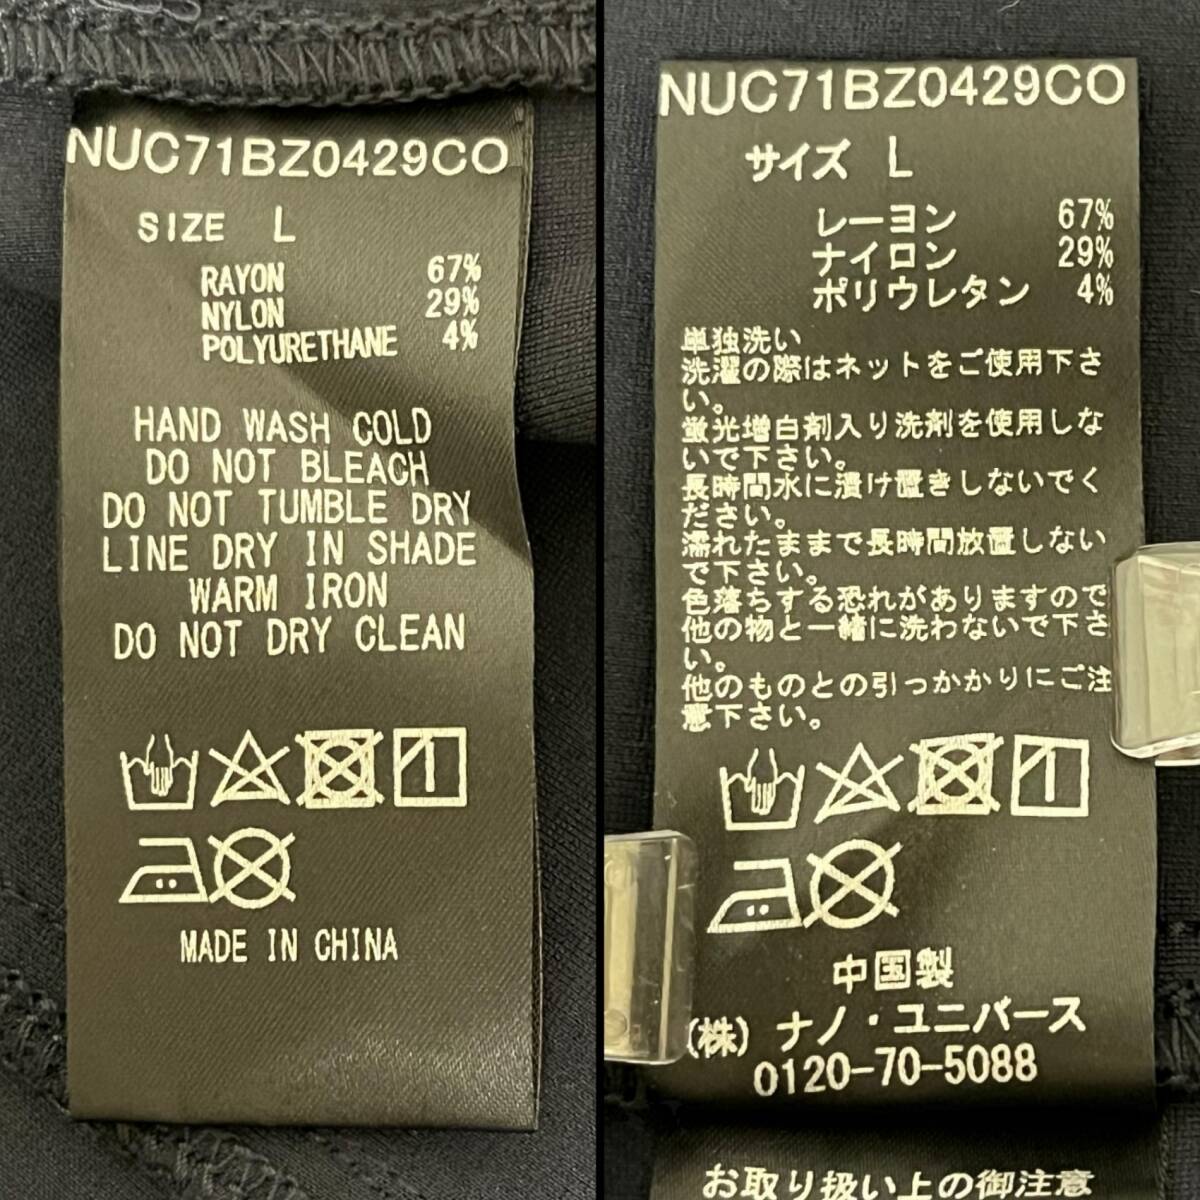 NUC71BZ0429CO
SIZE L
RAYON 67%
NYLON 29%
POLYURETHANE 4%
HAND WASH COLD
DO NOT BLEACH
DO NOT TUMBLE DRY
LINE DRY IN SHADE
WARM IRON
DO NOT DRY CLEAN
MADE IN CHINA
NUC71BZ0429CO
サイズ L
レーヨン 67%
ナイロン 29%
ポリウレタン 4%
単独洗い
洗濯の際はネットをご使用下さ
い。
蛍光増白剤入り洗剤を使用しな
いで下さい。
長時間水に漬け置きしないでく
ださい。
濡れたままで長時間放置しない
で下さい。
色落ちする恐れがありますので
他の物と一緒に洗わないで下さ
い。
他のものとの引っかかりにご注
意下さい。
中国製
(株) ナノ・ユニバース
0120-70-5088
お取り扱い上の御注意